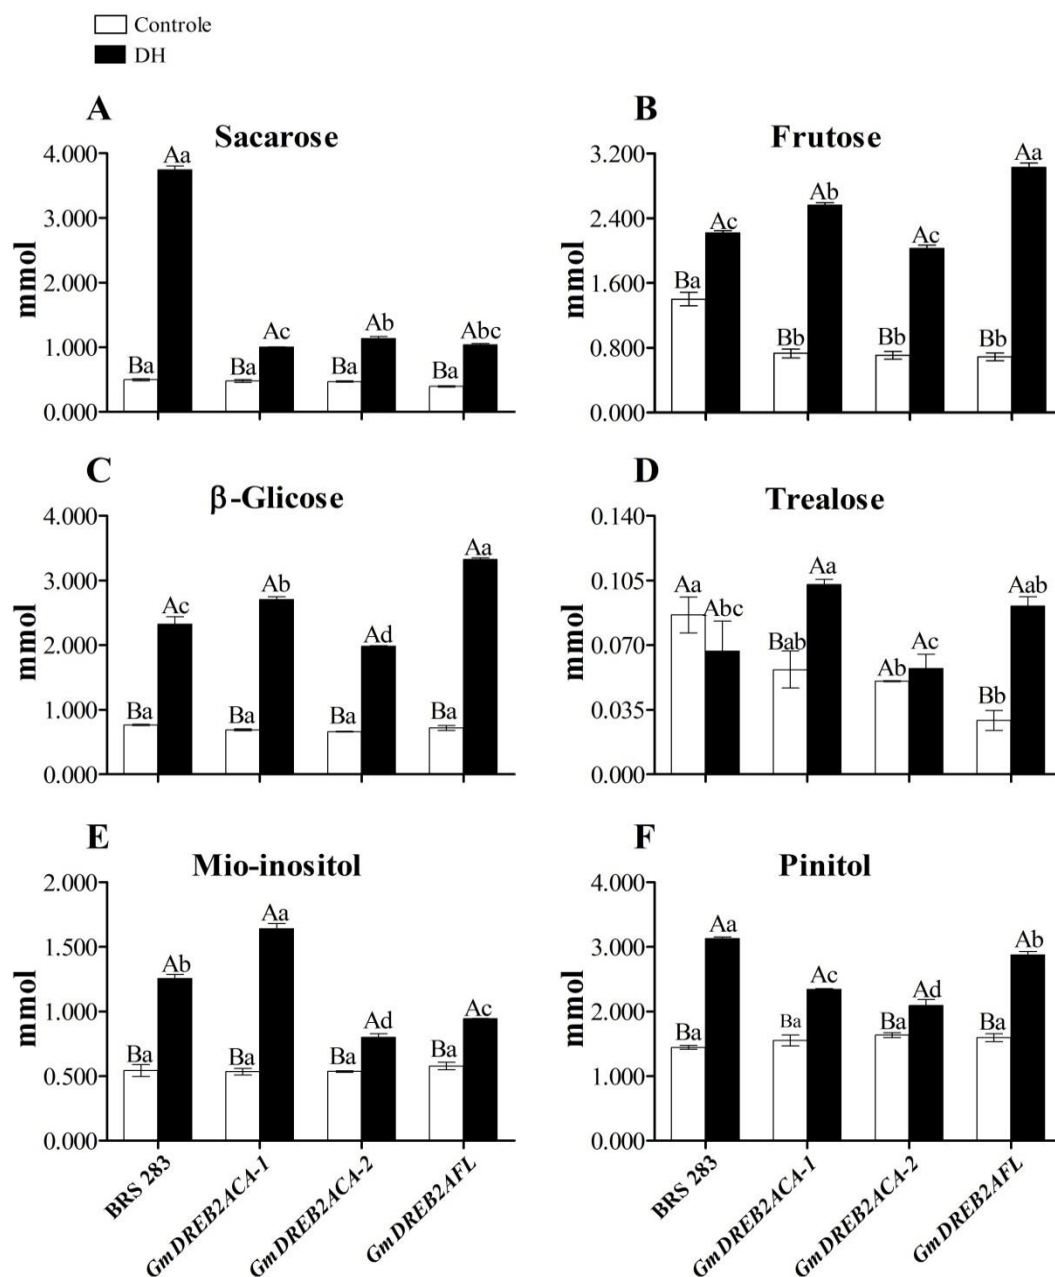 Controle
DH
A
Sacarose
mmol
4.000
3.000
2.000
1.000
0.000
Ba
Aa
Ba
Ac
Ba
Ab
Ba
Abc
B
Frutose
mmol
3.200
2.400
1.600
0.800
0.000
Ba
Ac
Bb
Ab
Bb
Ac
Bb
Aa
C
β-Glicose
mmol
4.000
3.000
2.000
1.000
0.000
Ba
Ac
Ba
Ab
Ba
Ad
Ba
Aa
D
Trealose
mmol
0.140
0.105
0.070
0.035
0.000
Aa
Abc
Bab
Aa
Ab
Ac
Bb
Aab
E
Mio-inositol
mmol
2.000
1.500
1.000
0.500
0.000
Ba
Ab
Ba
Aa
Ba
Ad
Ba
Ac
BRS 283
GmDREB2ACA-1
GmDREB2ACA-2
GmDREB2AFL
F
Pinitol
mmol
4.000
3.000
2.000
1.000
0.000
Ba
Aa
Ba
Ac
Ba
Ad
Ba
Ab
BRS 283
GmDREB2ACA-1
GmDREB2ACA-2
GmDREB2AFL